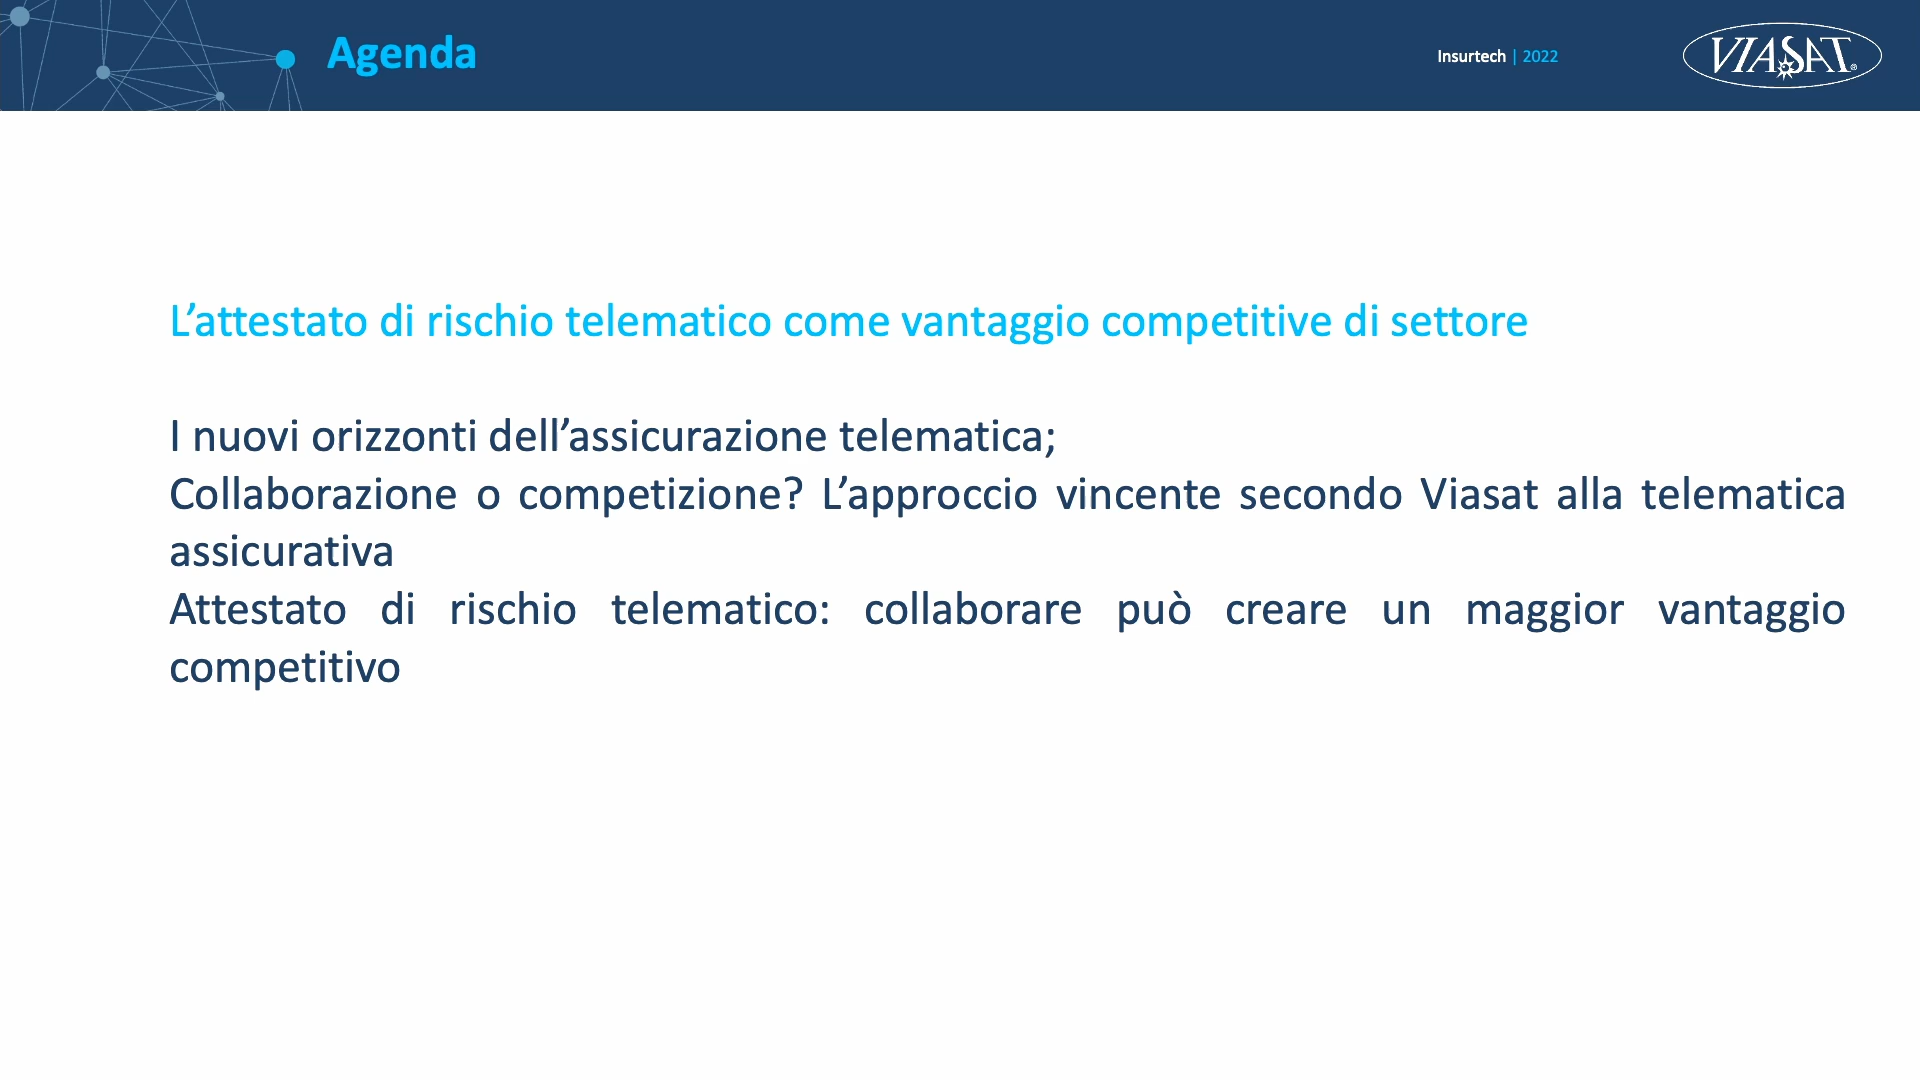 Agenda
Insurtech | 2022
VIASAT®
L’attestato di rischio telematico come vantaggio competitive di settore
I nuovi orizzonti dell’assicurazione telematica;
Collaborazione o competizione? L’approccio vincente secondo Viasat alla telematica
assicurativa
Attestato di rischio telematico: collaborare può creare un maggior vantaggio
competitivo